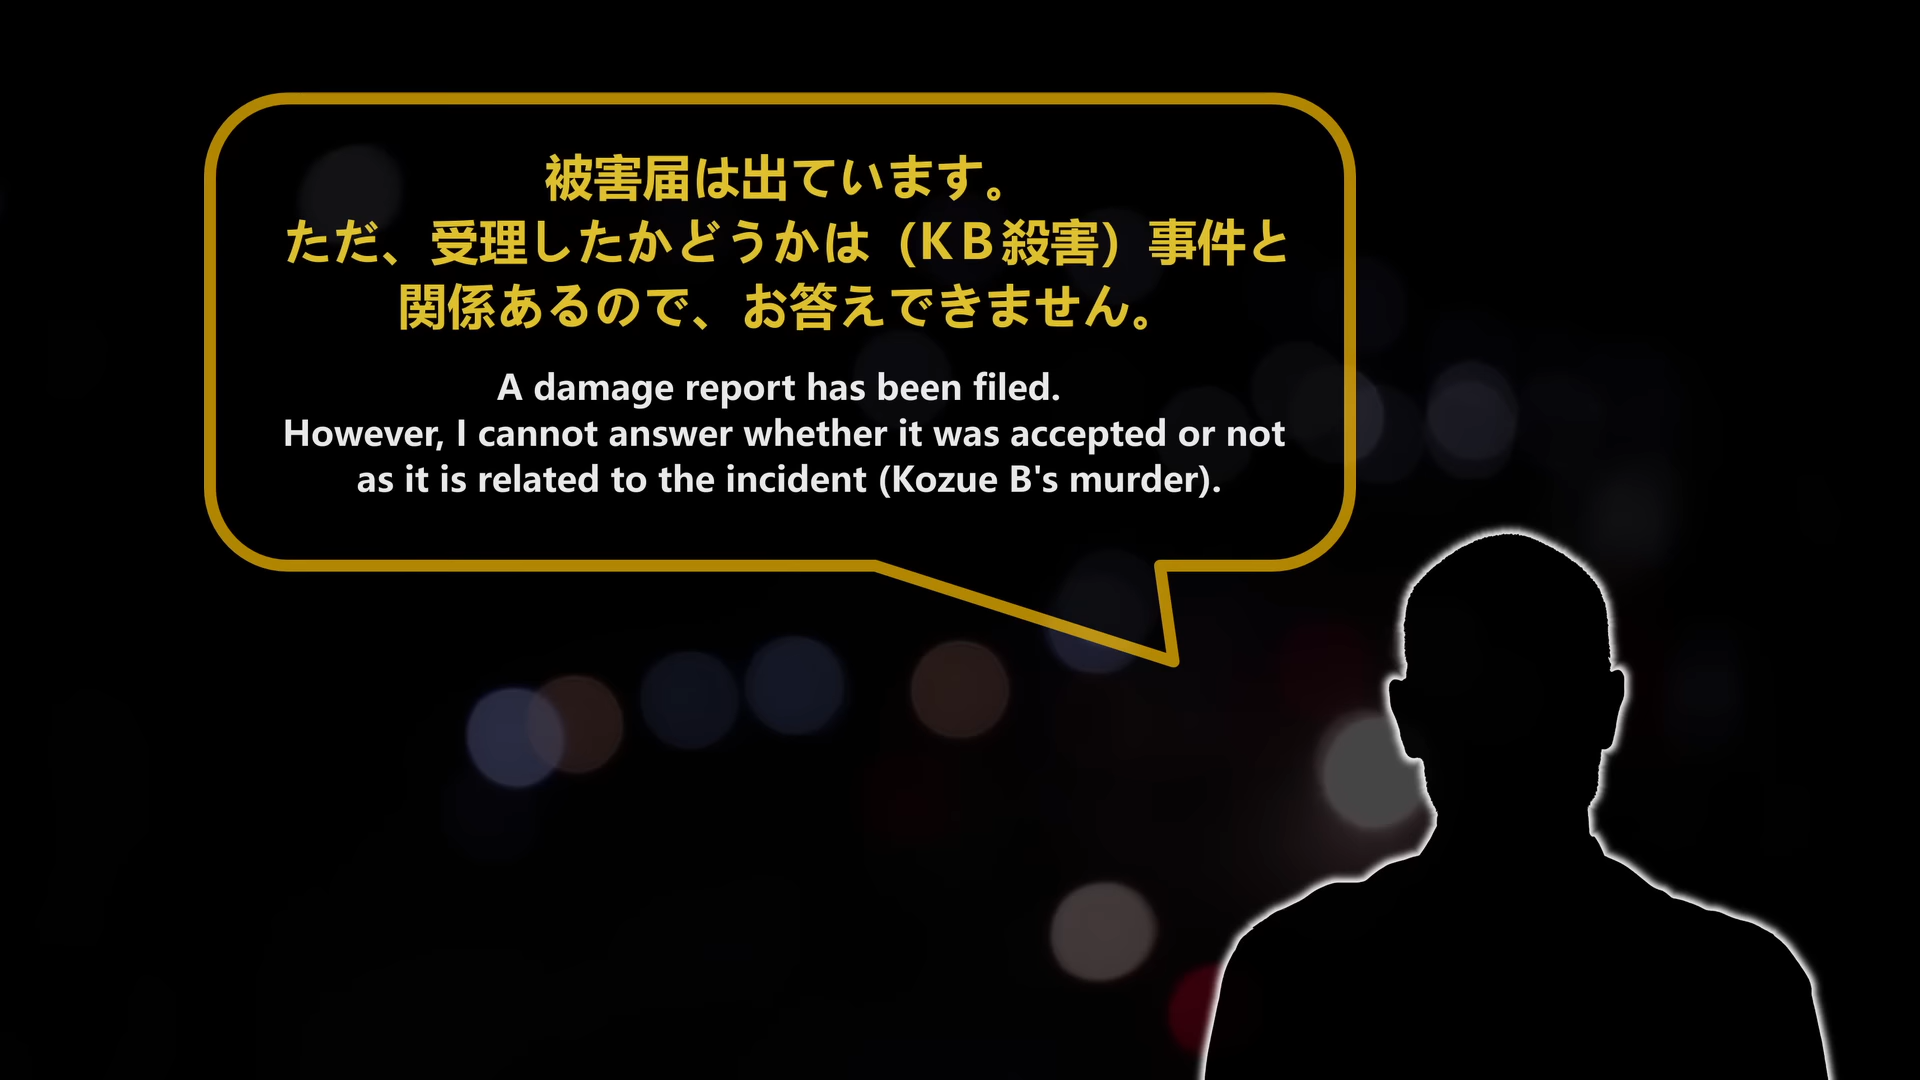 被害届は出ています。
ただ、受理したかどうかは（ＫＢ殺害）事件と
関係あるので、お答えできません。
A damage report has been filed.
However, I cannot answer whether it was accepted or not
as it is related to the incident (Kozue B's murder).